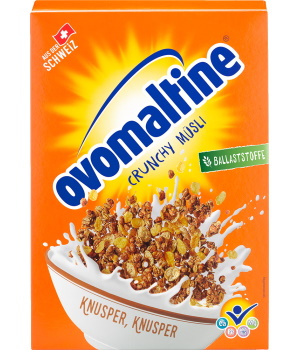 AUS DER
SCHWEIZ
ovomaltine
CRUNCHY MÜSLI
BALLASTSTOFFE
KNUSPER, KNUSPER